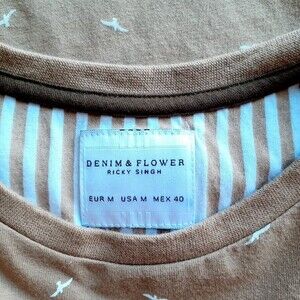 DENIM & FLOWER
RICKY SINGH
EUR M USA M MEX 40